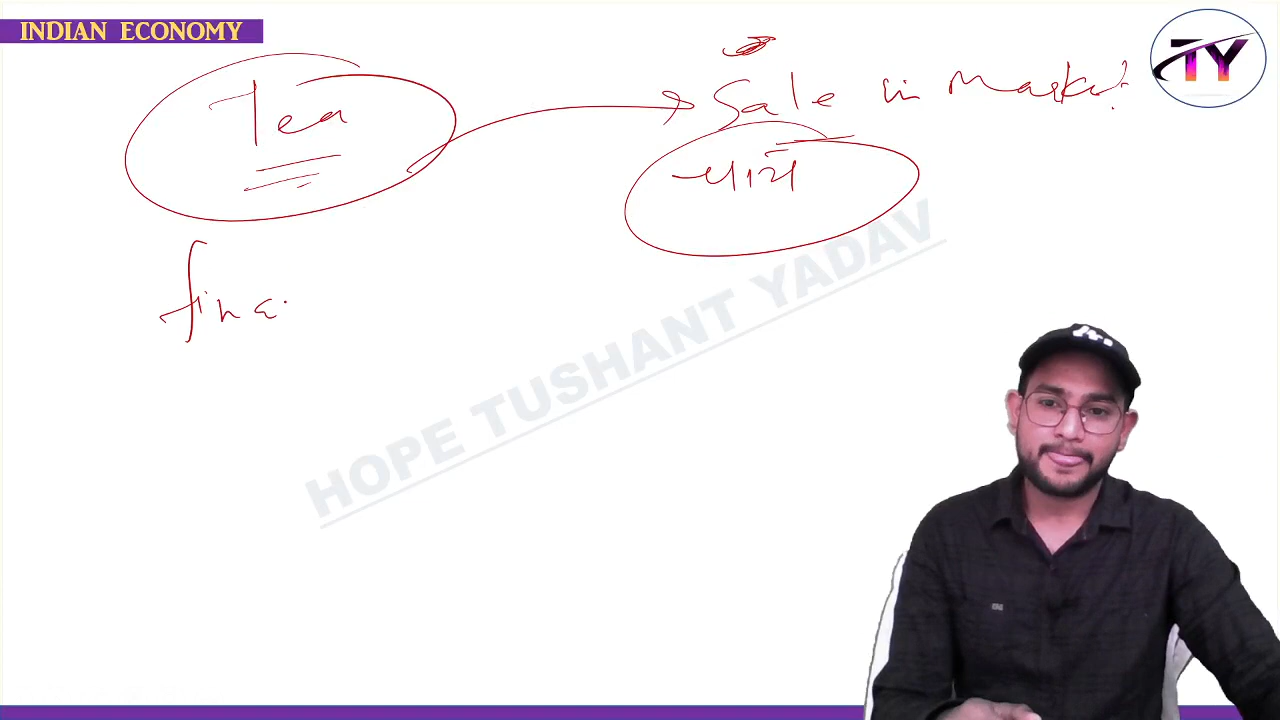 INDIAN ECONOMY
TY
Tea
Sale in Market
चाय
fina
HOPE TUSHANT YADAV